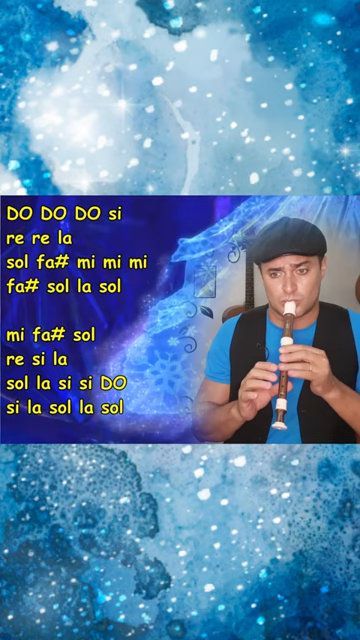 DO DO DO si
re re la
sol fa# mi mi mi
fa# sol la sol
mi fa# sol
re si la
sol la si si DO
si la sol la sol